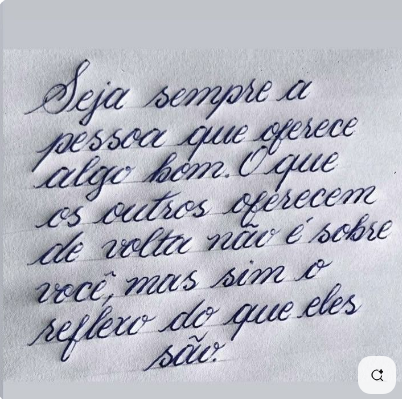 Seja sempre a
pessoa que oferece
algo bom. O que
os outros oferecem
de volta não é sobre
você, mas sim o
reflexo do que eles
são.